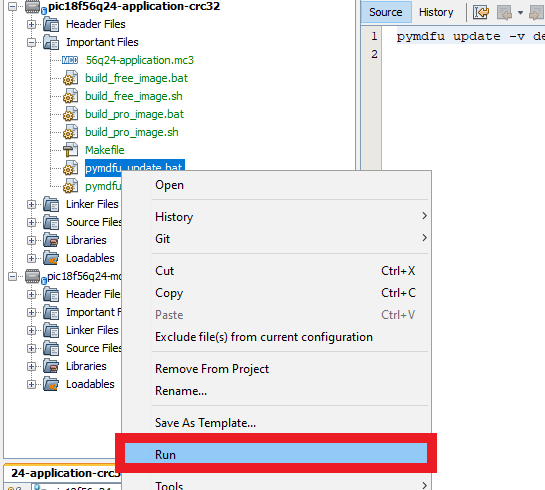 pic18f56q24-application-crc32
Header Files
Important Files
56q24-application.mc3
build_free_image.bat
build_free_image.sh
build_pro_image.bat
build_pro_image.sh
Makefile
pymdfu_update.bat
pymdfu
Linker Files
Source Files
Libraries
Loadables
pic18f56q24-mc
Header Files
Important F
Linker Files
Source Files
Libraries
Loadables
24-application-crc3
Source
History
1 pymdfu update -v de
2
Open
History
Git
Cut Ctrl+X
Copy Ctrl+C
Paste Ctrl+V
Exclude file(s) from current configuration
Remove From Project
Rename...
Save As Template...
Run
Tools